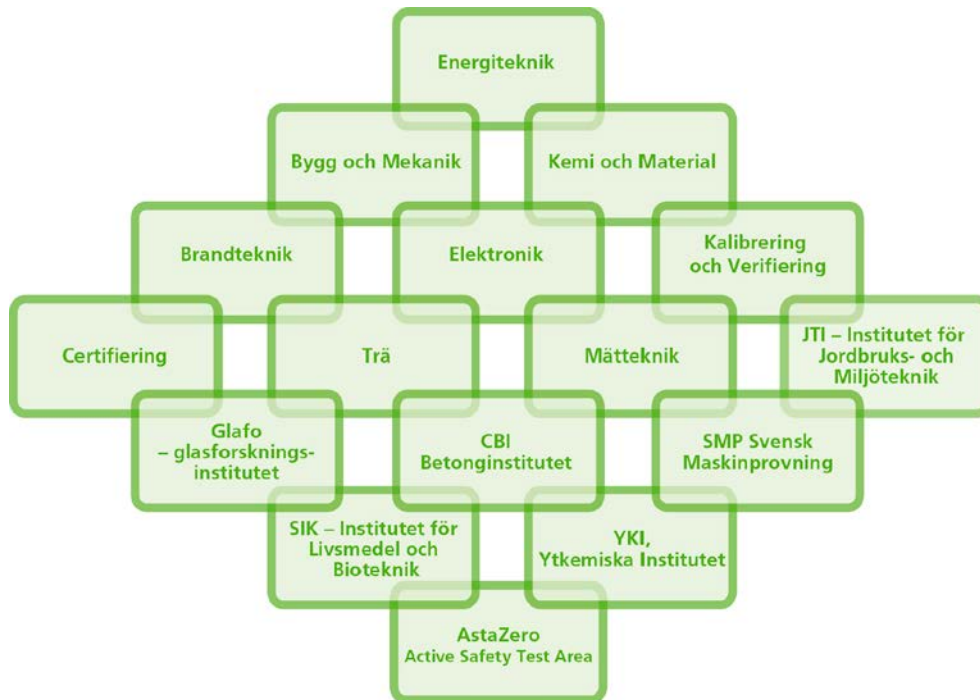 Energiteknik
Bygg och Mekanik
Kemi och Material
Brandteknik
Elektronik
Kalibrering
och Verifiering
Certifiering
Trä
Mätteknik
JTI – Institutet för
Jordbruks- och
Miljöteknik
Glafo
– glasforsknings-
institutet
CBI
Betonginstitutet
SMP Svensk
Maskinprovning
SIK – Institutet för
Livsmedel och
Bioteknik
YKI,
Ytkemiska Institutet
AstaZero
Active Safety Test Area